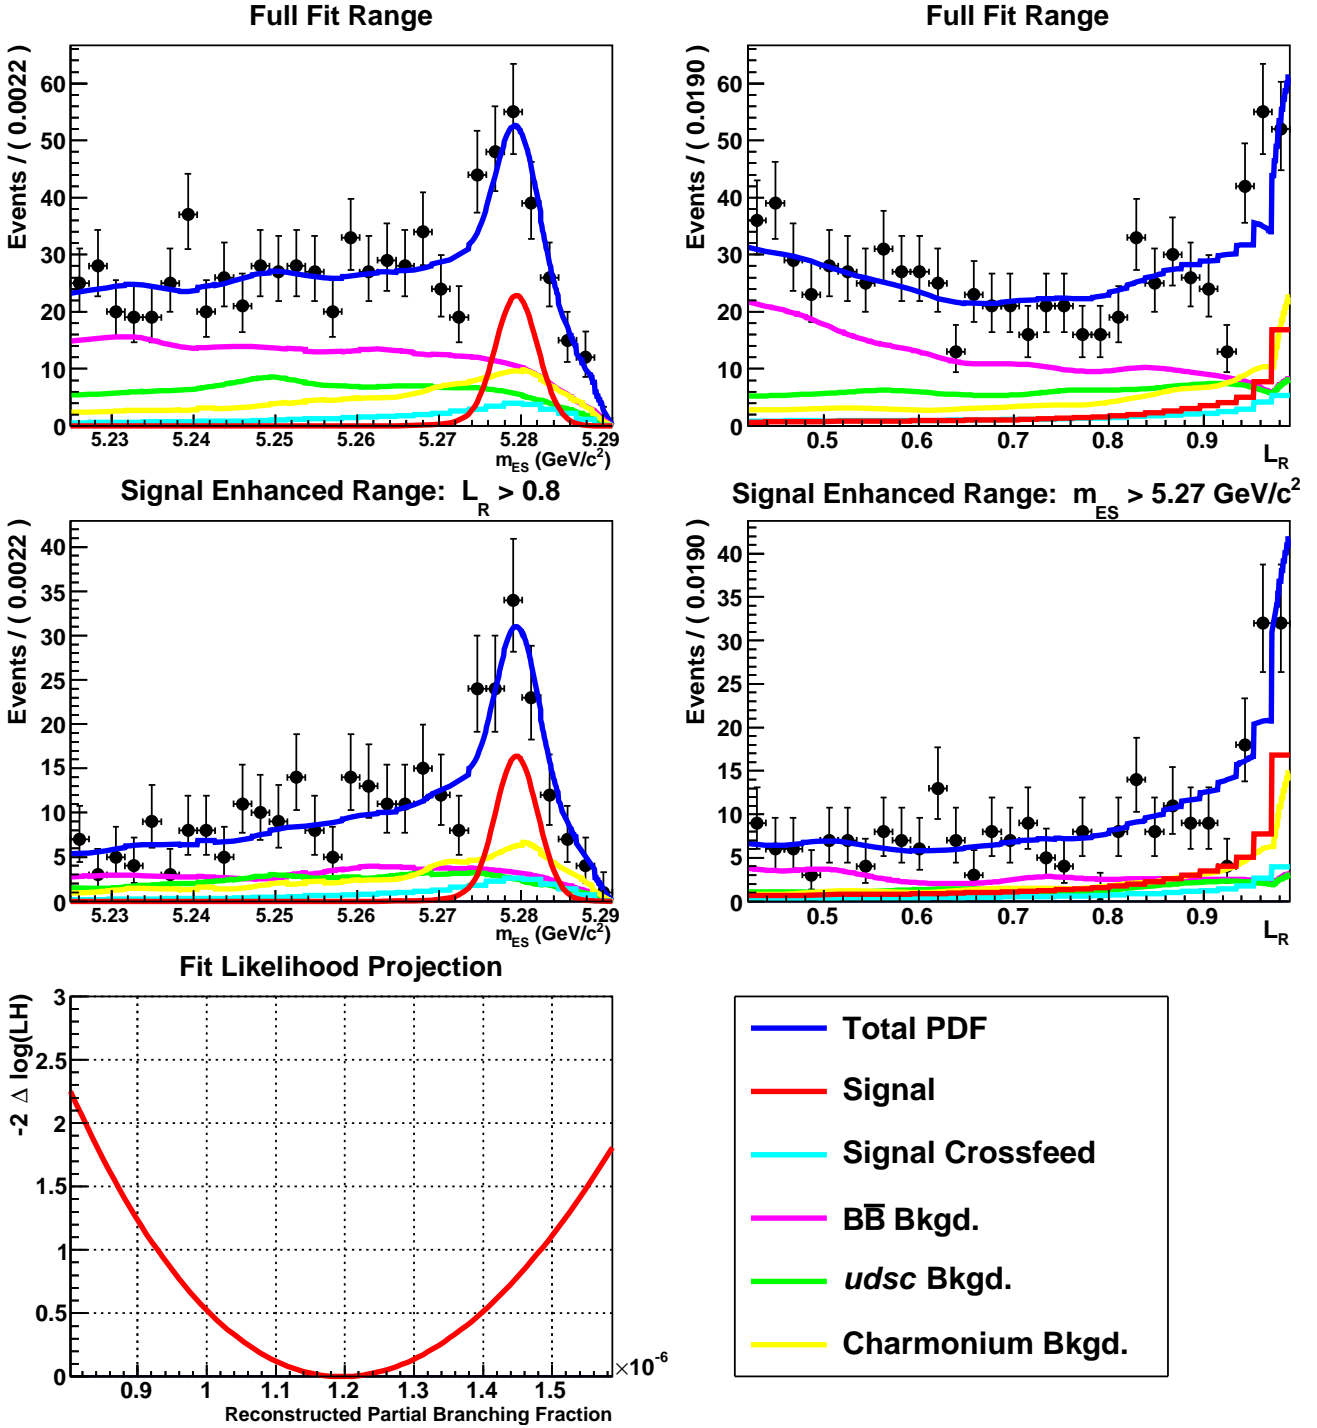 Full Fit Range
Events / ( 0.0022 )
60
50
40
30
20
10
0
5.23 5.24 5.25 5.26 5.27 5.28 5.29
m_ES (GeV/c²)
Full Fit Range
Events / ( 0.0190 )
60
50
40
30
20
10
0
0.5 0.6 0.7 0.8 0.9
L_R
Signal Enhanced Range: L_R > 0.8
Events / ( 0.0022 )
40
35
30
25
20
15
10
5
0
5.23 5.24 5.25 5.26 5.27 5.28 5.29
m_ES (GeV/c²)
Signal Enhanced Range: m_ES > 5.27 GeV/c²
Events / ( 0.0190 )
40
35
30
25
20
15
10
5
0
0.5 0.6 0.7 0.8 0.9
L_R
Fit Likelihood Projection
-2 Δ log(LH)
3
2.5
2
1.5
1
0.5
0
0.9 1 1.1 1.2 1.3 1.4 1.5
×10⁻⁶
Reconstructed Partial Branching Fraction
Total PDF
Signal
Signal Crossfeed
BB̅ Bkgd.
udsc Bkgd.
Charmonium Bkgd.